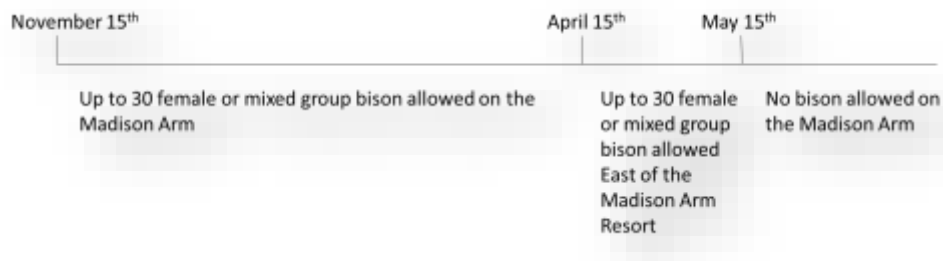 November 15th April 15th May 15th
Up to 30 female or mixed group bison allowed on the
Madison Arm
Up to 30 female
or mixed group
bison allowed
East of the
Madison Arm
Resort
No bison allowed on
the Madison Arm